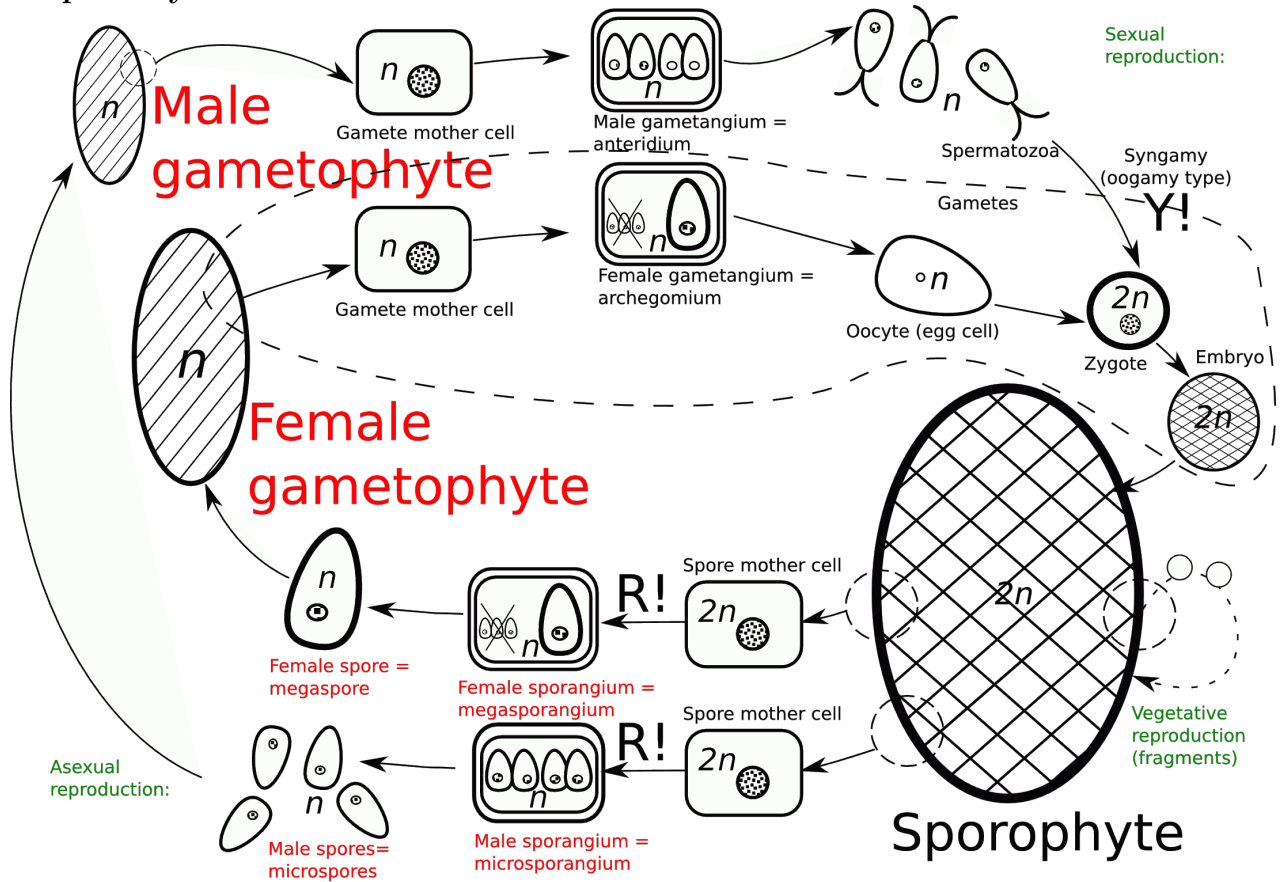 n
Male
gametophyte
n
Gamete mother cell
n
Male gametangium =
anteridium
n
Spermatozoa
Sexual
reproduction:
n
Gamete mother cell
n
Female gametangium =
archegomium
Gametes
n
Oocyte (egg cell)
Syngamy
(oogamy type)
Y!
2n
Zygote
Embryo
2n
n
Female
gametophyte
n
Female spore =
megaspore
n
Female sporangium =
megasporangium
R!
Spore mother cell
2n
2n
Vegetative
reproduction
(fragments)
Sporophyte
Asexual
reproduction:
n
Male spores=
microspores
n
Male sporangium =
microsporangium
R!
Spore mother cell
2n